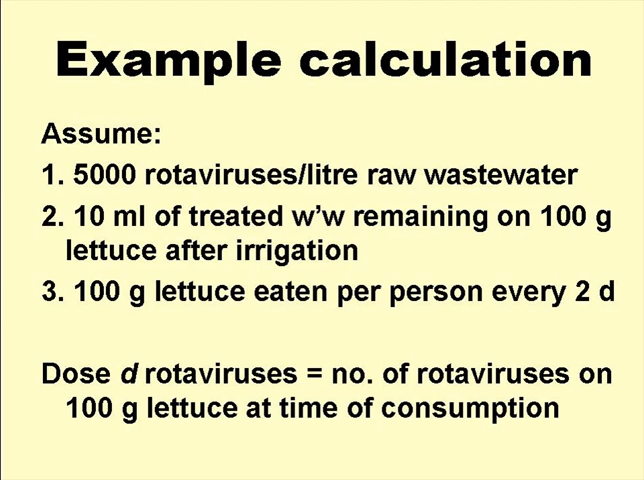 Example calculation
Assume:
1. 5000 rotaviruses/litre raw wastewater
2. 10 ml of treated w’w remaining on 100 g
lettuce after irrigation
3. 100 g lettuce eaten per person every 2 d
Dose d rotaviruses = no. of rotaviruses on
100 g lettuce at time of consumption